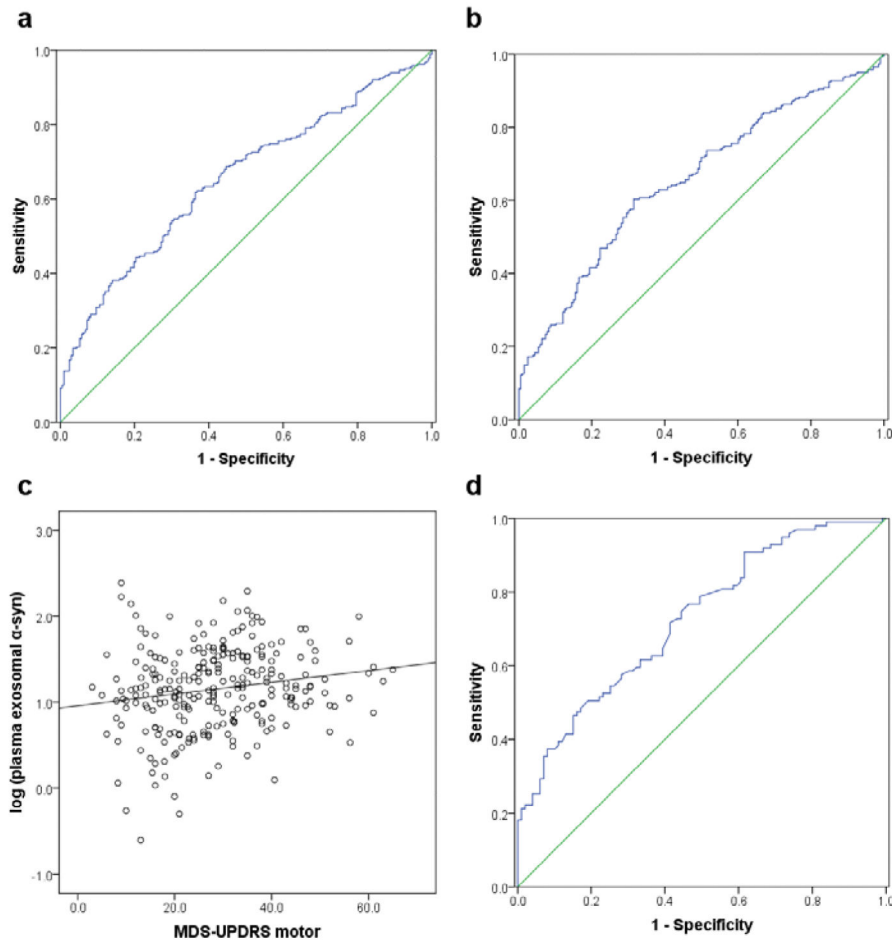 a
1.0
0.8
0.6
0.4
0.2
0.0
Sensitivity
0.0 0.2 0.4 0.6 0.8 1.0
1 - Specificity
b
1.0
0.8
0.6
0.4
0.2
0.0
Sensitivity
0.0 0.2 0.4 0.6 0.8 1.0
1 - Specificity
c
3.0
2.0
1.0
0.0
-1.0
log (plasma exosomal α-syn)
0.0 20.0 40.0 60.0
MDS-UPDRS motor
d
1.0
0.8
0.6
0.4
0.2
0.0
Sensitivity
0.0 0.2 0.4 0.6 0.8 1.0
1 - Specificity